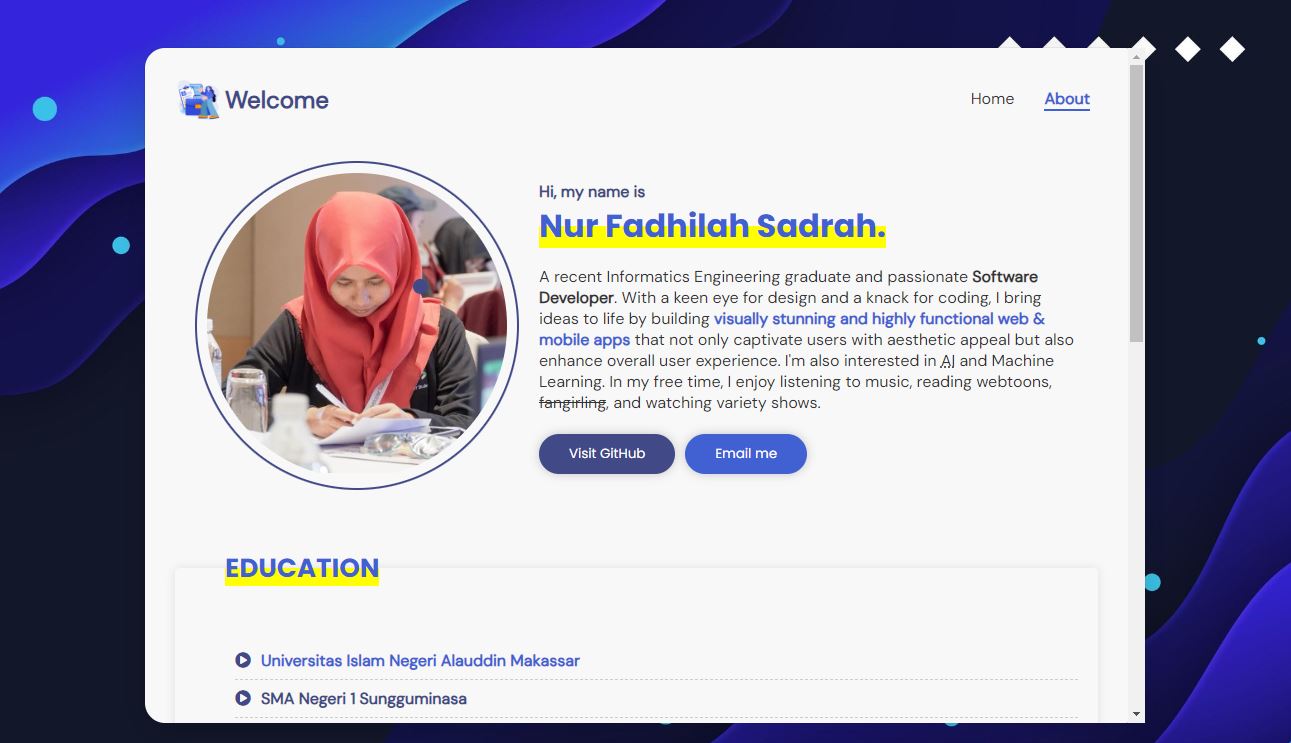 Welcome
Home
About
Hi, my name is
Nur Fadhilah Sadrah.
A recent Informatics Engineering graduate and passionate Software
Developer. With a keen eye for design and a knack for coding, I bring
ideas to life by building visually stunning and highly functional web &
mobile apps that not only captivate users with aesthetic appeal but also
enhance overall user experience. I'm also interested in AI and Machine
Learning. In my free time, I enjoy listening to music, reading webtoons,
fangirling, and watching variety shows.
Visit GitHub
Email me
EDUCATION
Universitas Islam Negeri Alauddin Makassar
SMA Negeri 1 Sungguminasa